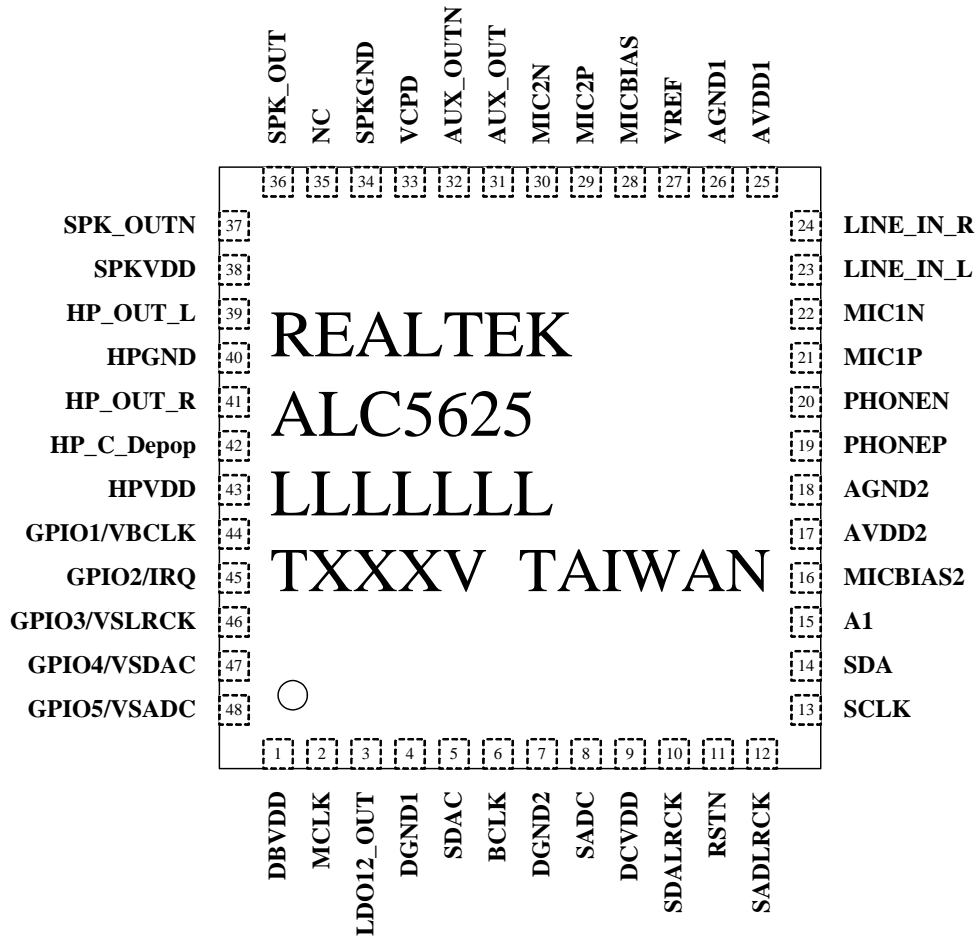 SPK_OUT
NC
SPKGND
VCPD
AUX_OUTN
AUX_OUT
MIC2N
MIC2P
MICBIAS
VREF
AGND1
AVDD1
36 35 34 33 32 31 30 29 28 27 26 25
SPK_OUTN 37
SPKVDD 38
HP_OUT_L 39
HPGND 40
HP_OUT_R 41
HP_C_Depop 42
HPVDD 43
GPIO1/VBCLK 44
GPIO2/IRQ 45
GPIO3/VSLRCK 46
GPIO4/VSDAC 47
GPIO5/VSADC 48
REALTEK
ALC5625
LLLLLLL
TXXXV TAIWAN
24 LINE_IN_R
23 LINE_IN_L
22 MIC1N
21 MIC1P
20 PHONEN
19 PHONEP
18 AGND2
17 AVDD2
16 MICBIAS2
15 A1
14 SDA
13 SCLK
1 2 3 4 5 6 7 8 9 10 11 12
DBVDD
MCLK
LDO12_OUT
DGND1
SDAC
BCLK
DGND2
SADC
DCVDD
SDALRCK
RSTN
SADLRCK